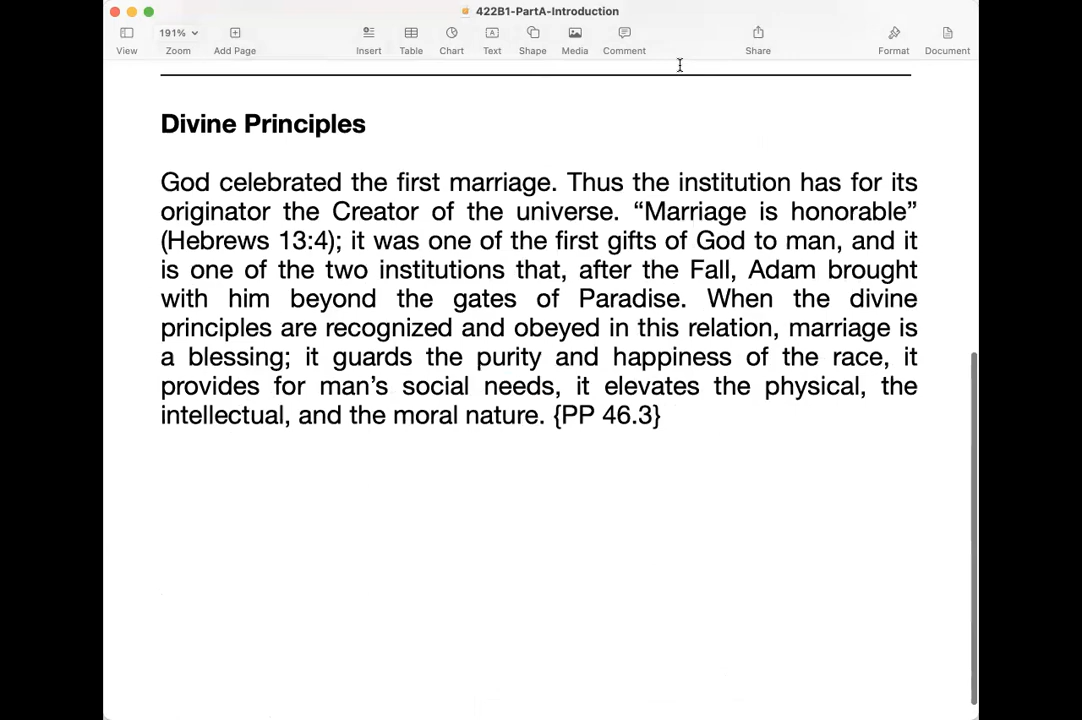 422B1-PartA-Introduction
191%
View
Zoom
Add Page
Insert
Table
Chart
Text
Shape
Media
Comment
Share
Format
Document
Divine Principles
God celebrated the first marriage. Thus the institution has for its
originator the Creator of the universe. “Marriage is honorable”
(Hebrews 13:4); it was one of the first gifts of God to man, and it
is one of the two institutions that, after the Fall, Adam brought
with him beyond the gates of Paradise. When the divine
principles are recognized and obeyed in this relation, marriage is
a blessing; it guards the purity and happiness of the race, it
provides for man’s social needs, it elevates the physical, the
intellectual, and the moral nature. {PP 46.3}